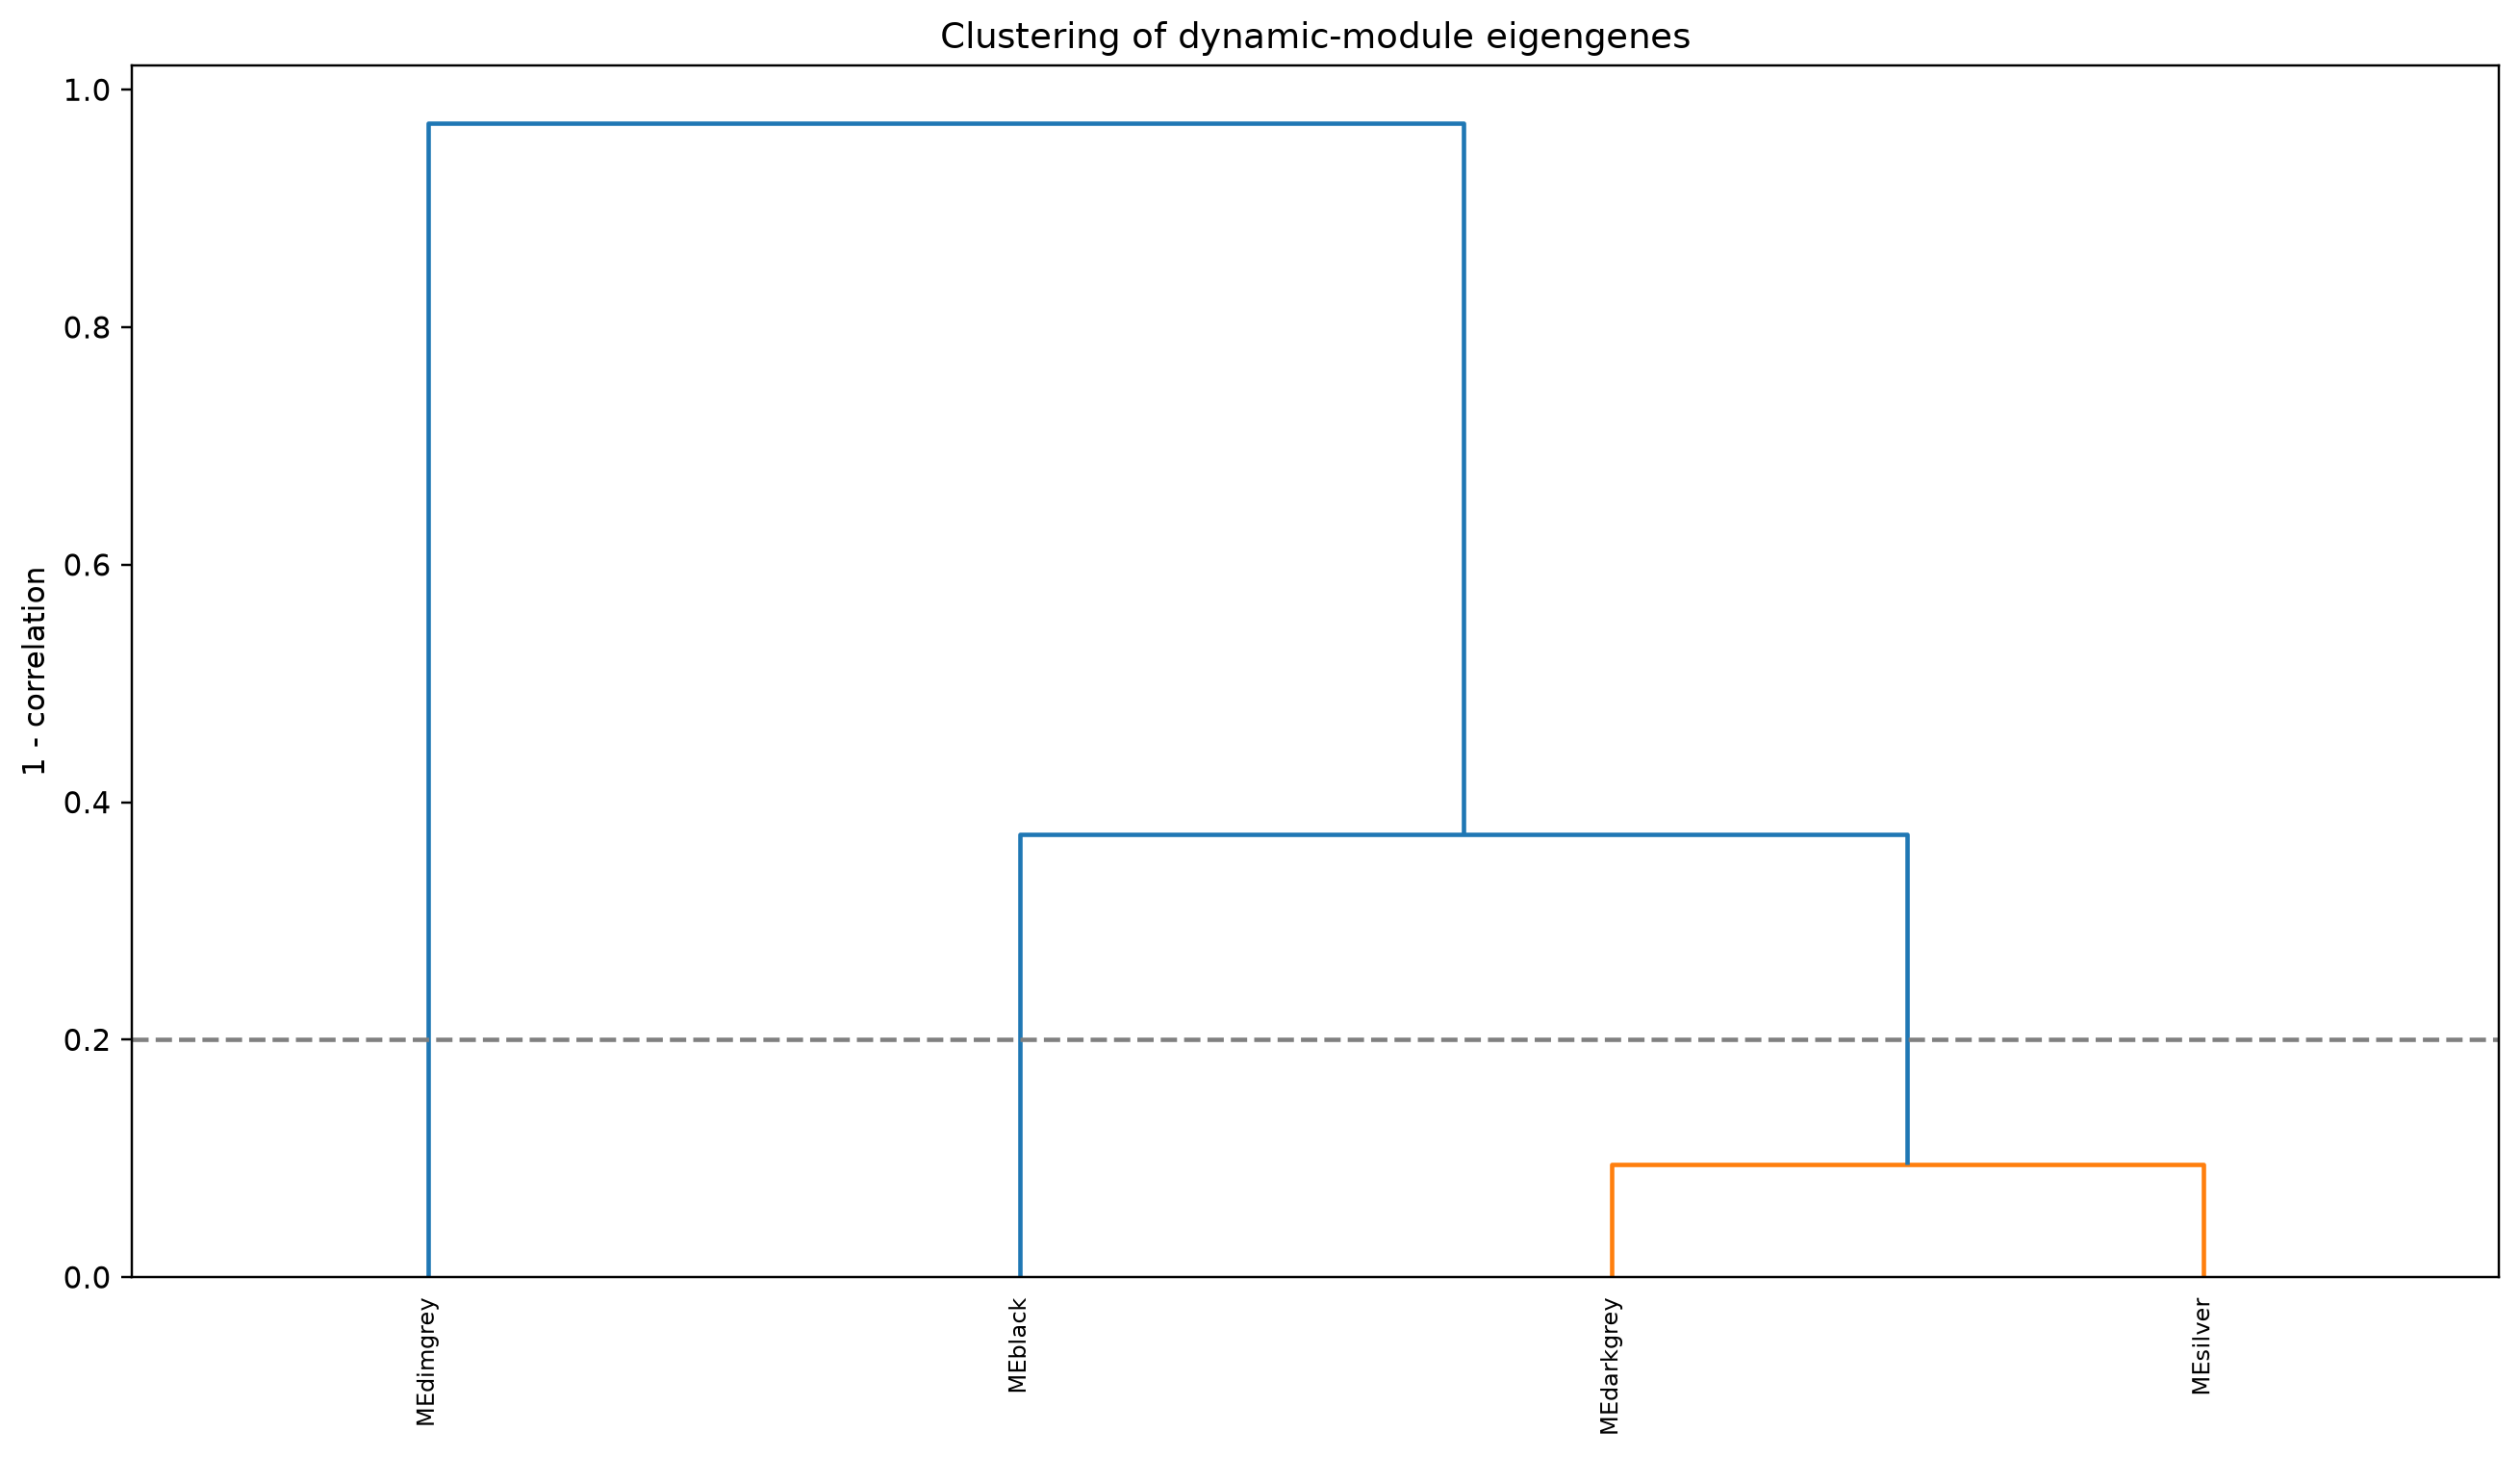 Clustering of dynamic-module eigengenes
1 - correlation
1.0
0.8
0.6
0.4
0.2
0.0
MEdimgrey
MEblack
MEdarkgrey
MEsilver